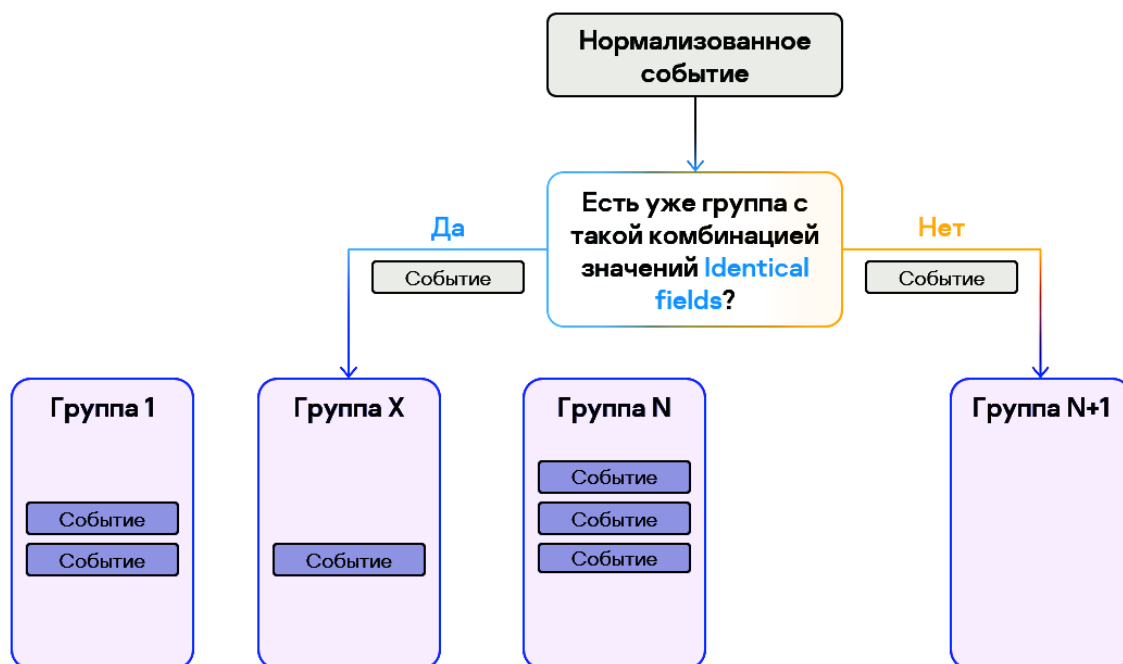 Нормализованное
событие
Есть уже группа с
такой комбинацией
значений Identical
fields?
Да
Нет
Событие
Событие
Группа 1
Группа X
Группа N
Группа N+1
Событие
Событие
Событие
Событие
Событие
Событие